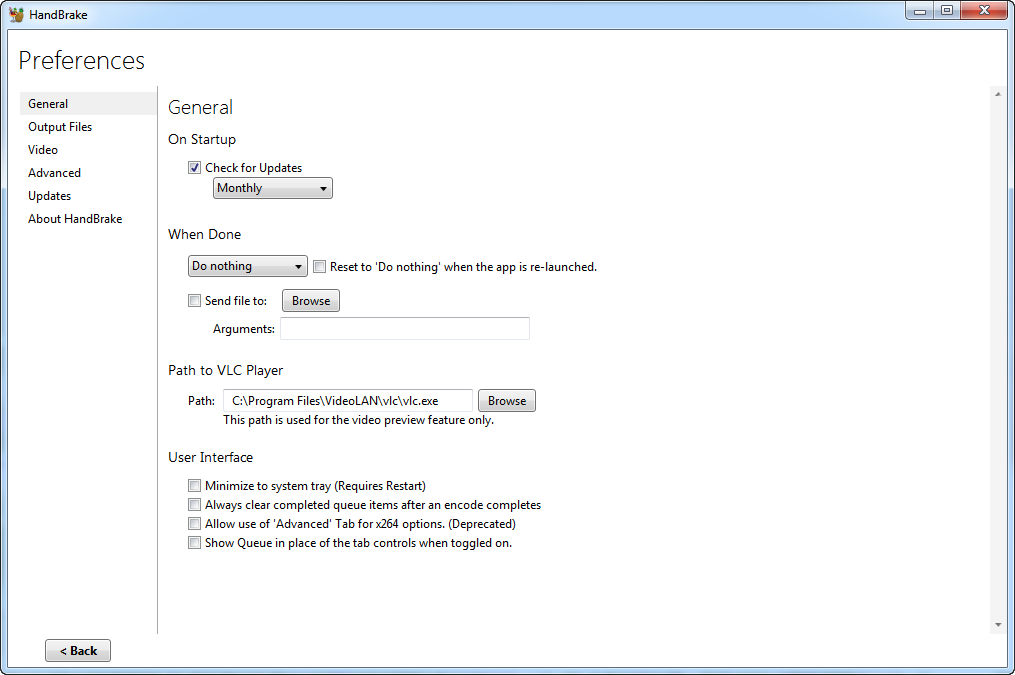 HandBrake
Preferences
General
Output Files
Video
Advanced
Updates
About HandBrake
General
On Startup
Check for Updates
Monthly
When Done
Do nothing Reset to 'Do nothing' when the app is re-launched.
Send file to: Browse
Arguments:
Path to VLC Player
Path: C:\Program Files\VideoLAN\vlc\vlc.exe Browse
This path is used for the video preview feature only.
User Interface
Minimize to system tray (Requires Restart)
Always clear completed queue items after an encode completes
Allow use of 'Advanced' Tab for x264 options. (Deprecated)
Show Queue in place of the tab controls when toggled on.
< Back